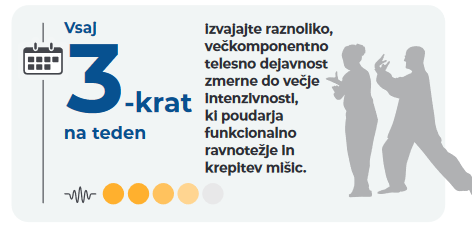 Vsaj
3-krat
na teden
Izvajajte raznoliko,
večkomponentno
telesno dejavnost
zmerne do večje
intenzivnosti,
ki poudarja
funkcionalno
ravnotežje in
krepitev mišic.